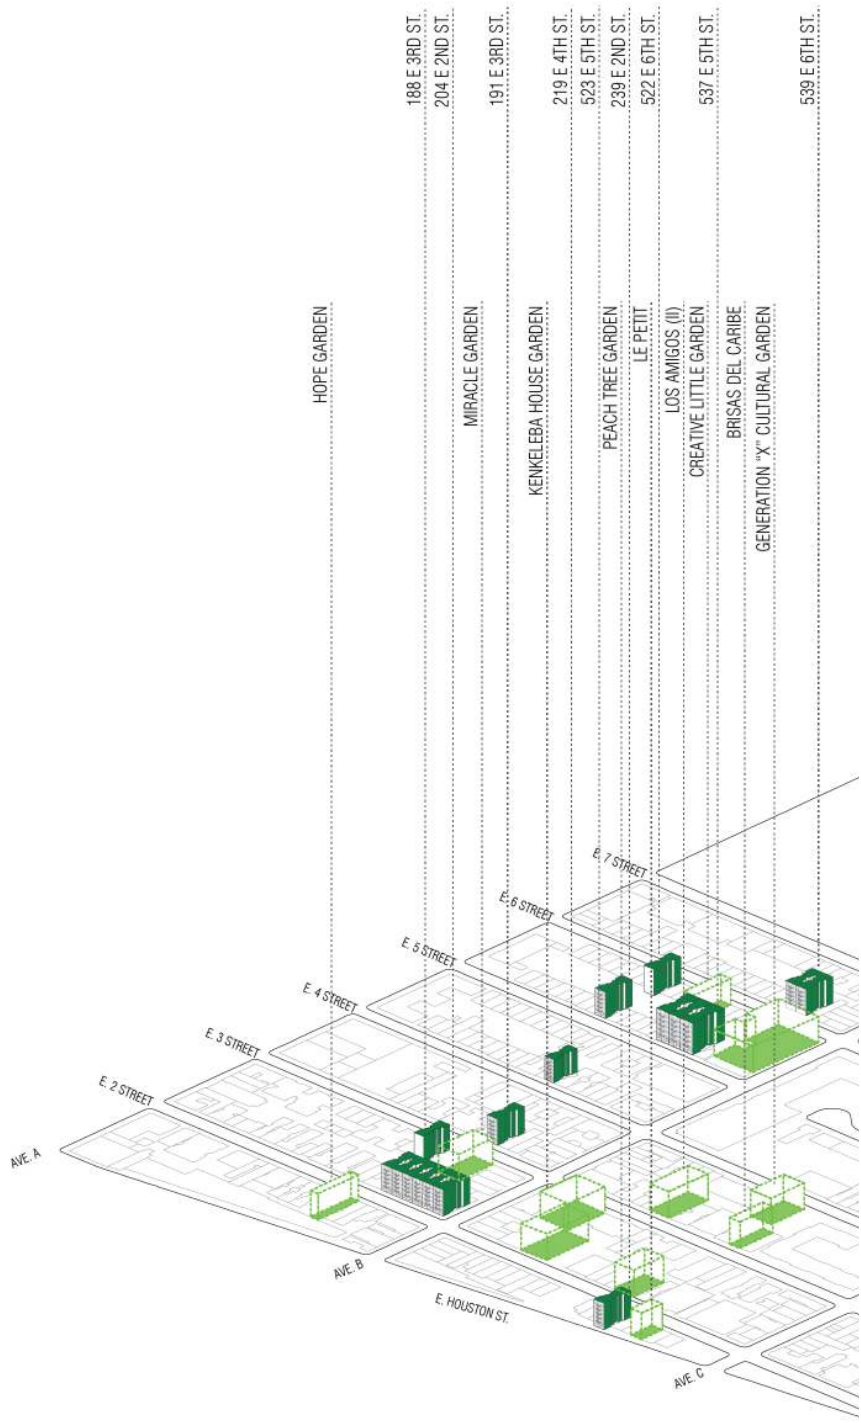 188 E 3RD ST.
204 E 2ND ST.
191 E 3RD ST.
219 E 4TH ST.
523 E 5TH ST.
239 E 2ND ST.
522 E 6TH ST.
537 E 5TH ST.
539 E 6TH ST.
HOPE GARDEN
MIRACLE GARDEN
KENKELEBA HOUSE GARDEN
PEACH TREE GARDEN
LE PETIT
LOS AMIGOS (II)
CREATIVE LITTLE GARDEN
BRISAS DEL CARIBE
GENERATION "X" CULTURAL GARDEN
E. 7 STREET
E. 6 STREET
E. 5 STREET
E. 4 STREET
E. 3 STREET
E. 2 STREET
AVE. A
AVE. B
E. HOUSTON ST.
AVE. C